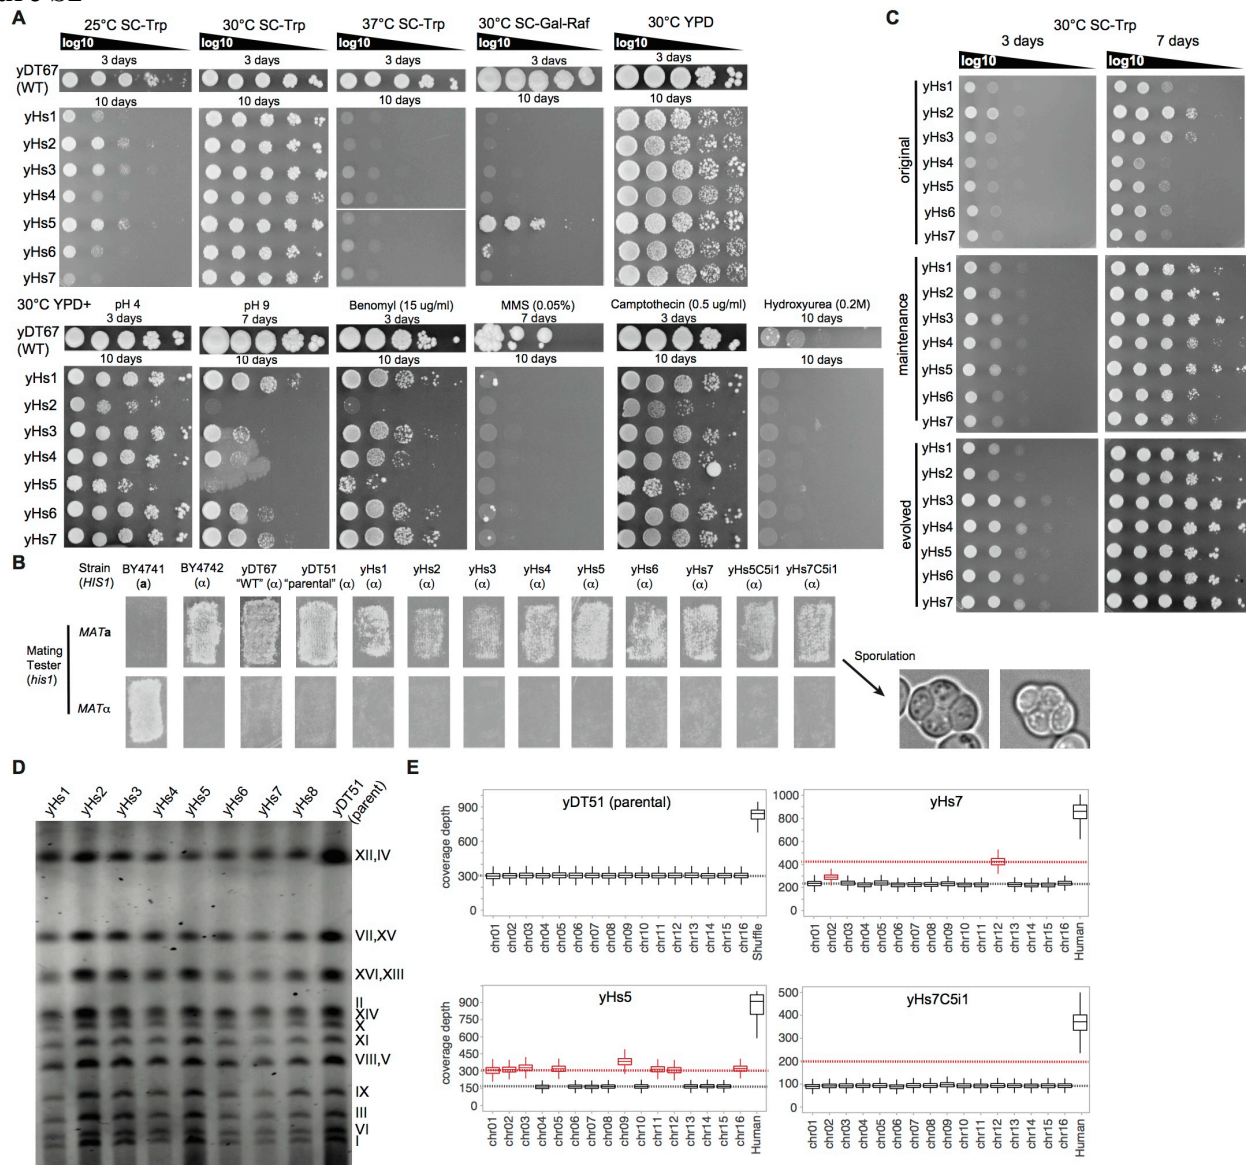 A
25°C SC-Trp
30°C SC-Trp
37°C SC-Trp
30°C SC-Gal-Raf
30°C YPD
log10
log10
log10
log10
log10
3 days
3 days
3 days
3 days
3 days
yDT67
(WT)
10 days
10 days
10 days
10 days
10 days
yHs1
yHs2
yHs3
yHs4
yHs5
yHs6
yHs7
30°C YPD+
pH 4
pH 9
Benomyl (15 ug/ml)
MMS (0.05%)
Camptothecin (0.5 ug/ml)
Hydroxyurea (0.2M)
3 days
7 days
3 days
7 days
3 days
10 days
yDT67
(WT)
10 days
10 days
10 days
10 days
10 days
10 days
yHs1
yHs2
yHs3
yHs4
yHs5
yHs6
yHs7
C
30°C SC-Trp
3 days
7 days
log10
log10
original
yHs1
yHs2
yHs3
yHs4
yHs5
yHs6
yHs7
maintenance
yHs1
yHs2
yHs3
yHs4
yHs5
yHs6
yHs7
evolved
yHs1
yHs2
yHs3
yHs4
yHs5
yHs6
yHs7
B
Strain
(HIS1)
BY4741
(a)
BY4742
(α)
yDT67
"WT" (α)
yDT51
"parental" (α)
yHs1
(α)
yHs2
(α)
yHs3
(α)
yHs4
(α)
yHs5
(α)
yHs6
(α)
yHs7
(α)
yHs5C5i1
(α)
yHs7C5i1
(α)
Mating
Tester
(his1)
MATa
MATα
Sporulation
D
yHs1
yHs2
yHs3
yHs4
yHs5
yHs6
yHs7
yHs8
yDT51
(parent)
XII,IV
VII,XV
XVI,XIII
II
XIV
X
XI
VIII,V
IX
III
VI
I
E
yDT51 (parental)
coverage depth
900
600
300
0
chr01
chr02
chr03
chr04
chr05
chr06
chr07
chr08
chr09
chr10
chr11
chr12
chr13
chr14
chr15
chr16
Shuffle
yHs7
1000
800
600
400
200
0
chr01
chr02
chr03
chr04
chr05
chr06
chr07
chr08
chr09
chr10
chr11
chr12
chr13
chr14
chr15
chr16
Human
yHs5
coverage depth
900
750
600
450
300
150
0
chr01
chr02
chr03
chr04
chr05
chr06
chr07
chr08
chr09
chr10
chr11
chr12
chr13
chr14
chr15
chr16
Human
yHs7C5i1
500
400
300
200
100
0
chr01
chr02
chr03
chr04
chr05
chr06
chr07
chr08
chr09
chr10
chr11
chr12
chr13
chr14
chr15
chr16
Human